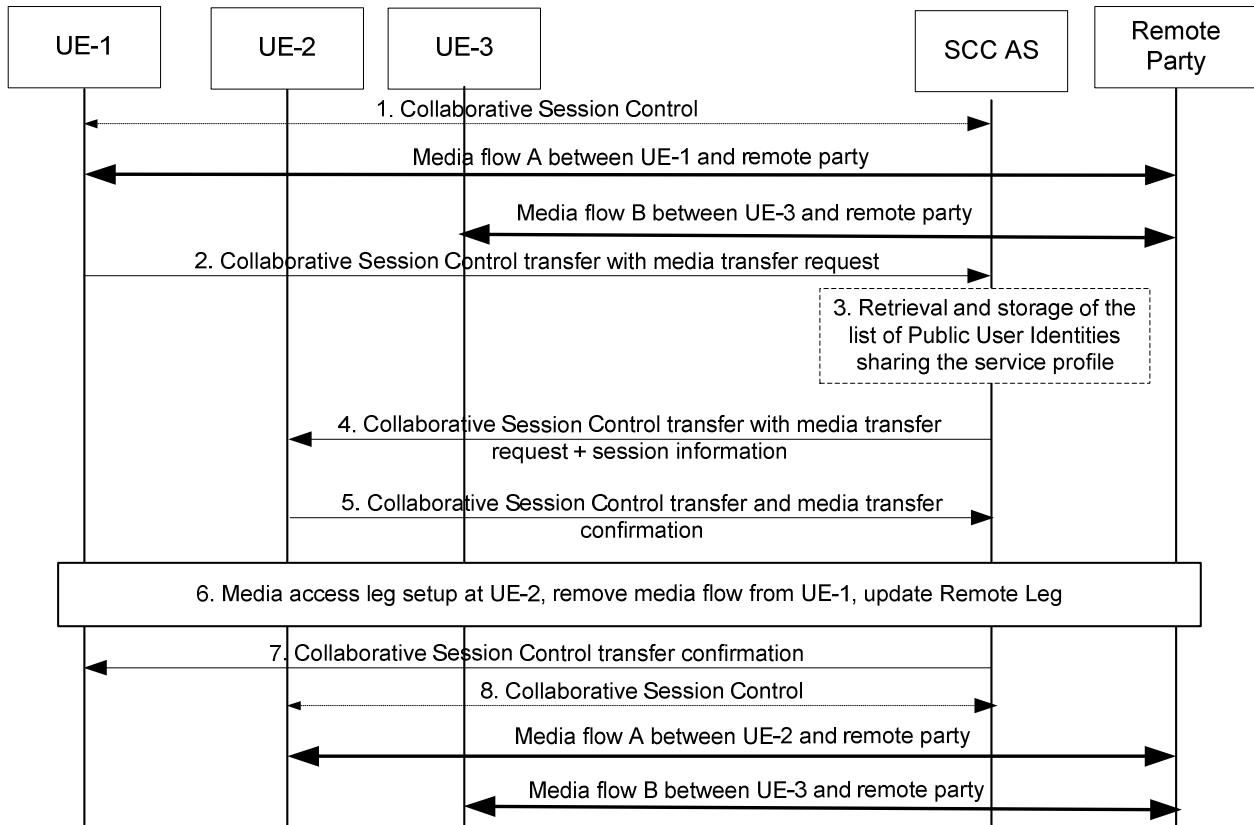 UE-1
UE-2
UE-3
SCC AS
Remote
Party
1. Collaborative Session Control
Media flow A between UE-1 and remote party
Media flow B between UE-3 and remote party
2. Collaborative Session Control transfer with media transfer request
3. Retrieval and storage of the
list of Public User Identities
sharing the service profile
4. Collaborative Session Control transfer with media transfer
request + session information
5. Collaborative Session Control transfer and media transfer
confirmation
6. Media access leg setup at UE-2, remove media flow from UE-1, update Remote Leg
7. Collaborative Session Control transfer confirmation
8. Collaborative Session Control
Media flow A between UE-2 and remote party
Media flow B between UE-3 and remote party